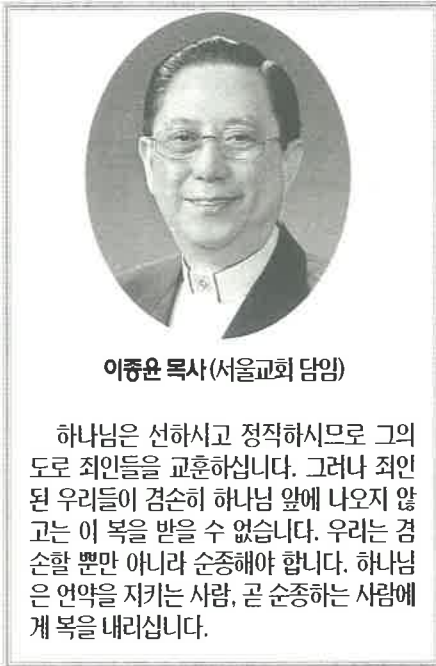 이종윤 목사(서울교회 담임)
하나님은 선하시고 정직하시므로 그의
도로 죄인들을 교훈하십니다. 그러나 죄인
된 우리들이 겸손히 하나님 앞에 나오지 않
고는 이 복을 받을 수 없습니다. 우리는 겸
손할 뿐만 아니라 순종해야 합니다. 하나님
은 언약을 지키는 사람, 곧 순종하는 사람에
게 복을 내리십니다.